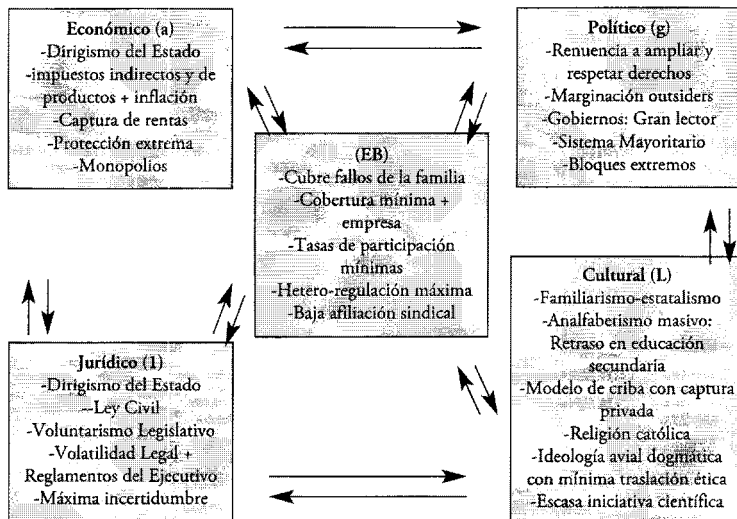 Económico (a)
-Dirigismo del Estado
-impuestos indirectos y de
productos + inflación
-Captura de rentas
-Protección extrema
-Monopolios
Político (g)
-Renuencia a ampliar y
respetar derechos
-Marginación outsiders
-Gobiernos: Gran lector
-Sistema Mayoritario
-Bloques extremos
(EB)
-Cubre fallos de la familia
-Cobertura mínima +
empresa
-Tasas de participación
mínimas
-Hetero-regulación máxima
-Baja afiliación sindical
Jurídico (1)
-Dirigismo del Estado
--Ley Civil
-Voluntarismo Legislativo
-Volatilidad Legal +
Reglamentos del Ejecutivo
-Máxima incertidumbre
Cultural (L)
-Familiarismo-estatalismo
-Analfabetismo masivo:
Retraso en educación
secundaria
-Modelo de criba con captura
privada
-Religión católica
-Ideología avial dogmática
con mínima traslación ética
-Escasa iniciativa científica